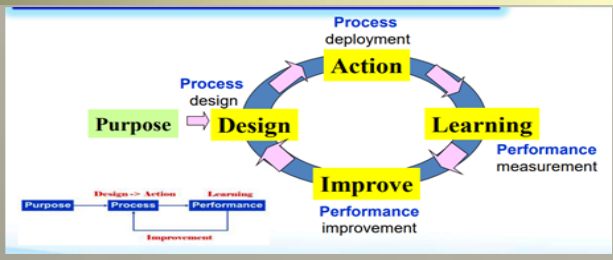 Process
deployment
Action
Process
design
Purpose
Design
Learning
Performance
measurement
Improve
Performance
improvement
Design -> Action
Learning
Purpose
Process
Performance
Improvement